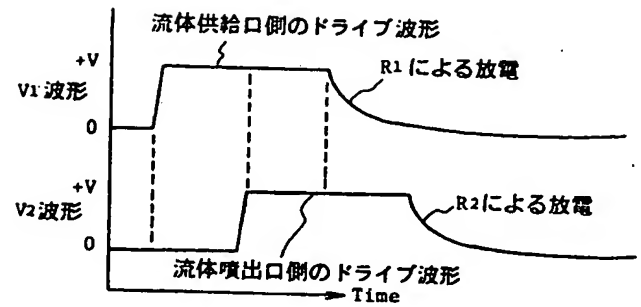 流体供給口側のドライブ波形
+V
R1による放電
V1波形
0
+V
V2波形
R2による放電
0
流体噴出口側のドライブ波形
Time